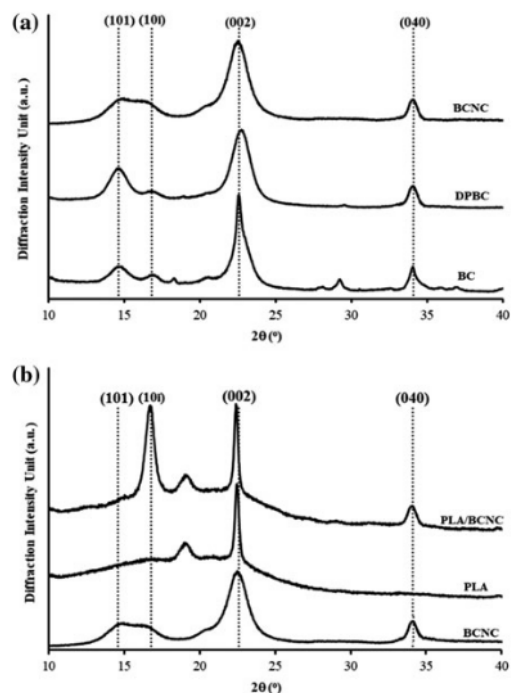 (a)
(101) (10ī) (002) (040)
Diffraction Intensity Unit (a.u.)
BCNC
DPBC
BC
10 15 20 25 30 35 40
2θ (º)
(b)
(101) (10ī) (002) (040)
Diffraction Intensity Unit (a.u.)
PLA/BCNC
PLA
BCNC
10 15 20 25 30 35 40
2θ (º)